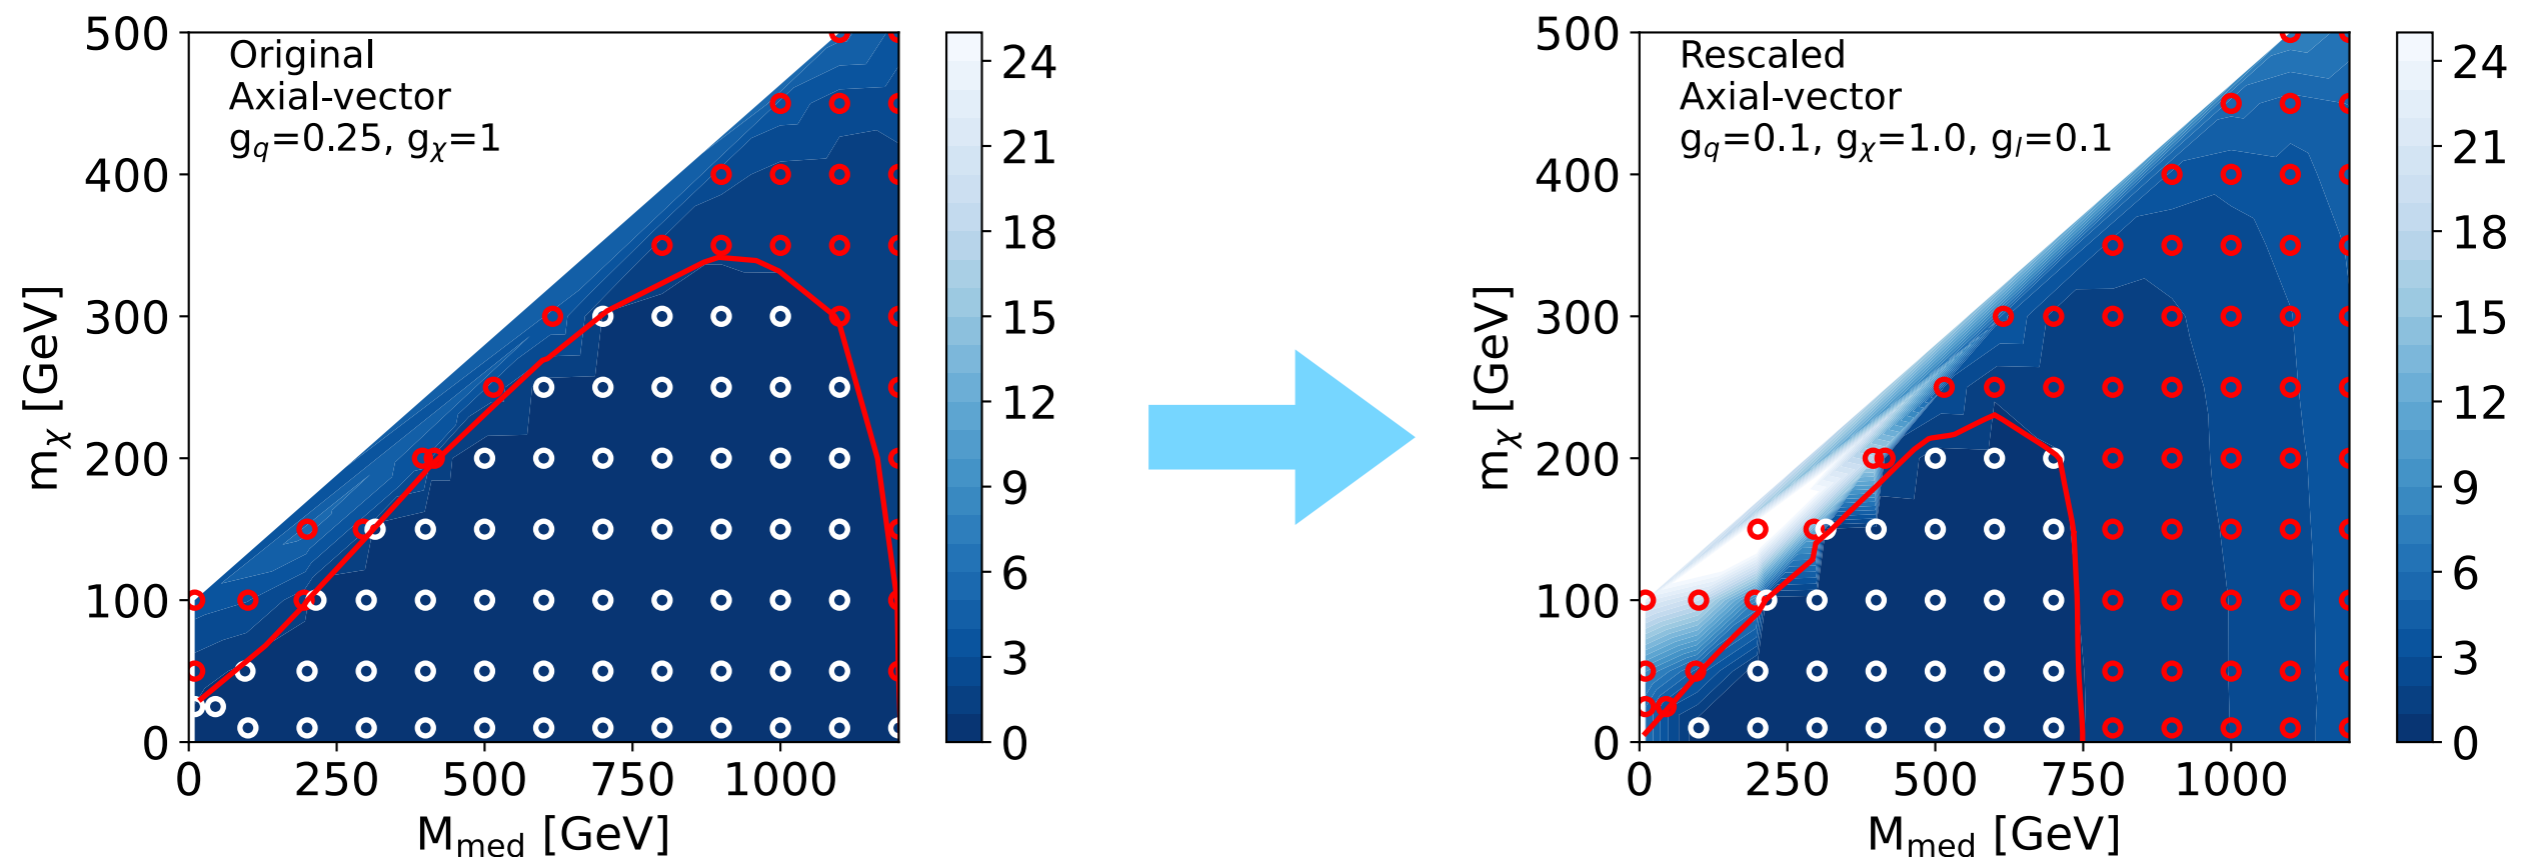 Original
Axial-vector
g_q=0.25, g_χ=1
500
400
300
200
100
0
m_χ [GeV]
0 250 500 750 1000
M_med [GeV]
24
21
18
15
12
9
6
3
0
Rescaled
Axial-vector
g_q=0.1, g_χ=1.0, g_l=0.1
500
400
300
200
100
0
m_χ [GeV]
0 250 500 750 1000
M_med [GeV]
24
21
18
15
12
9
6
3
0